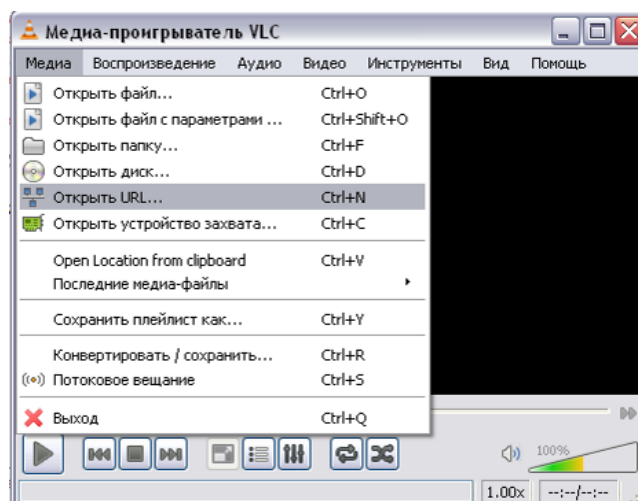 Медиа-проигрыватель VLC
Медиа Воспроизведение Аудио Видео Инструменты Вид Помощь
Открыть файл... Ctrl+O
Открыть файл с параметрами ... Ctrl+Shift+O
Открыть папку... Ctrl+F
Открыть диск... Ctrl+D
Открыть URL... Ctrl+N
Открыть устройство захвата... Ctrl+C
Open Location from clipboard Ctrl+V
Последние медиа-файлы
Сохранить плейлист как... Ctrl+Y
Конвертировать / сохранить... Ctrl+R
Потоковое вещание Ctrl+S
Выход Ctrl+Q
100%
1.00x --:--/--:--